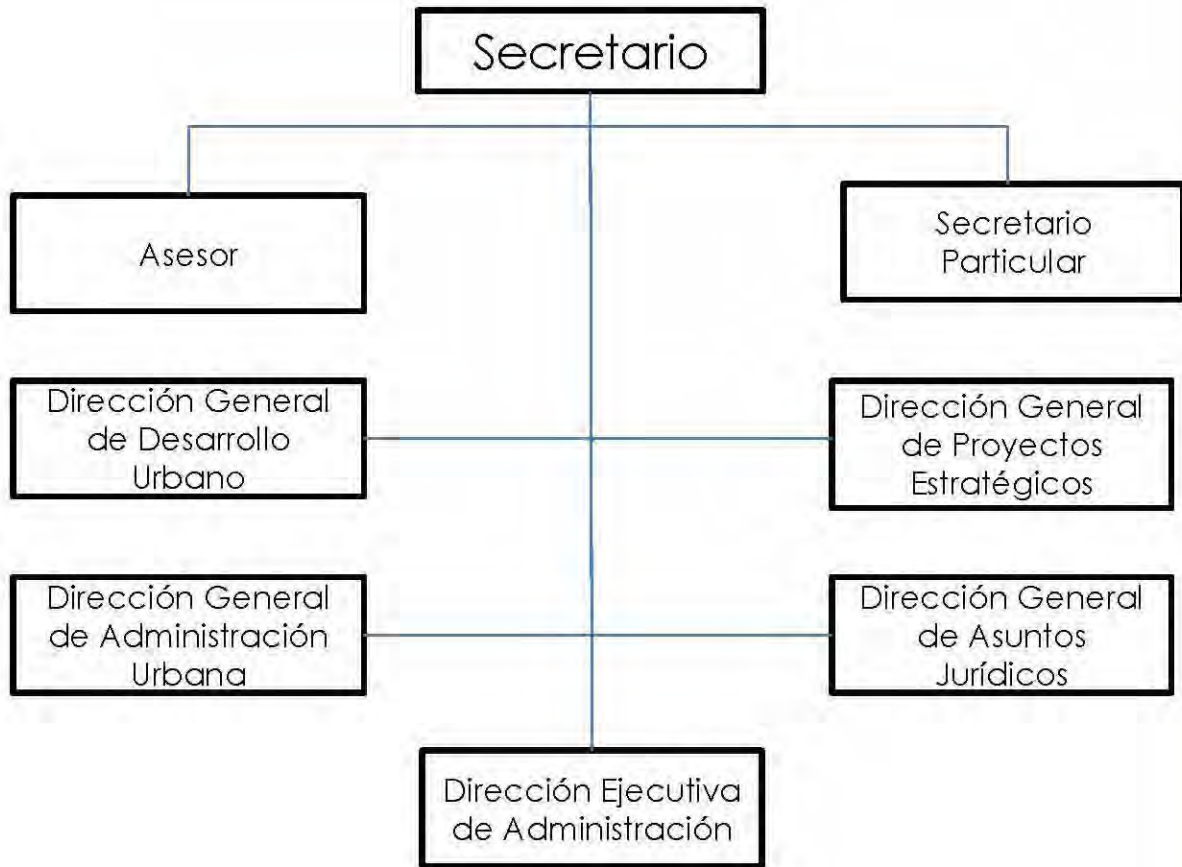 Secretario
Asesor
Secretario
Particular
Dirección General
de Desarrollo
Urbano
Dirección General
de Proyectos
Estratégicos
Dirección General
de Administración
Urbana
Dirección General
de Asuntos
Jurídicos
Dirección Ejecutiva
de Administración